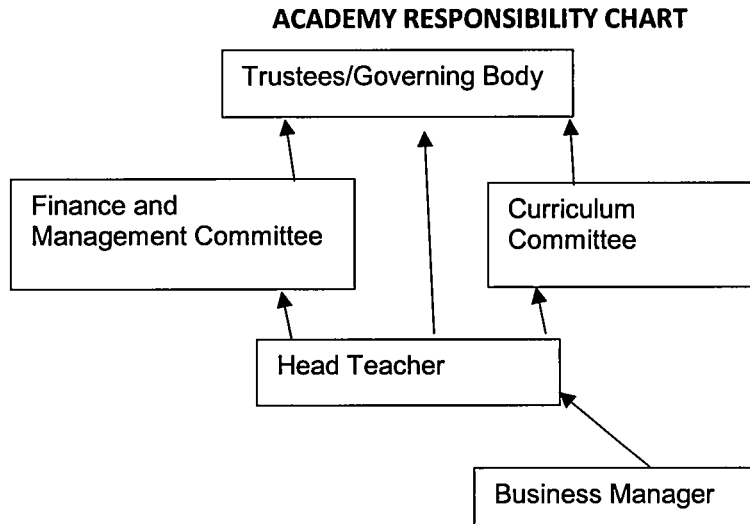 ACADEMY RESPONSIBILITY CHART
Trustees/Governing Body
Finance and
Management Committee
Curriculum
Committee
Head Teacher
Business Manager